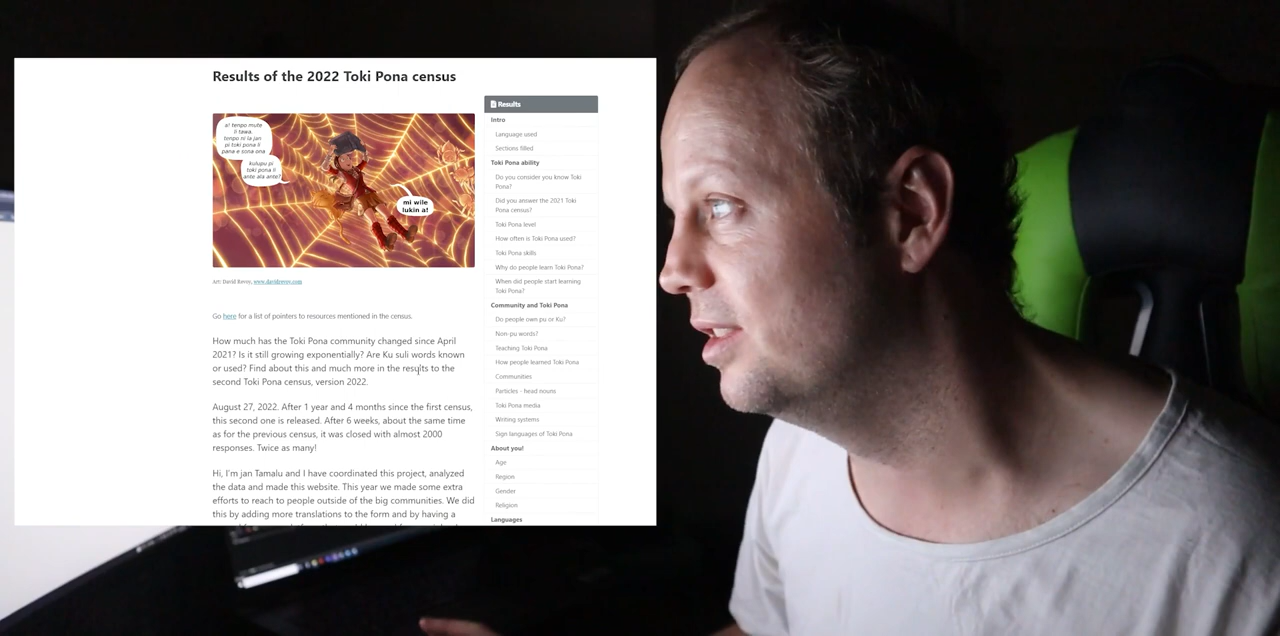 Results of the 2022 Toki Pona census
a! tenpo mute
li tawa.
tenpo ni la jan
pi toki pona li
pana e sona ona
kulupu pi
toki pona li
ante ala ante?
mi wile
lukin a!
Art: David Revoy, www.davidrevoy.com
Go here for a list of pointers to resources mentioned in the census.
How much has the Toki Pona community changed since April
2021? Is it still growing exponentially? Are Ku suli words known
or used? Find about this and much more in the results to the
second Toki Pona census, version 2022.
August 27, 2022. After 1 year and 4 months since the first census,
this second one is released. After 6 weeks, about the same time
as for the previous census, it was closed with almost 2000
responses. Twice as many!
Hi, I'm jan Tamalu and I have coordinated this project, analyzed
the data and made this website. This year we made some extra
efforts to reach to people outside of the big communities. We did
this by adding more translations to the form and by having a
Results
Intro
Language used
Sections filled
Toki Pona ability
Do you consider you know Toki
Pona?
Did you answer the 2021 Toki
Pona census?
Toki Pona level
How often is Toki Pona used?
Toki Pona skills
Why do people learn Toki Pona?
When did people start learning
Toki Pona?
Community and Toki Pona
Do people own pu or Ku?
Non-pu words?
Teaching Toki Pona
How people learned Toki Pona
Communities
Particles - head nouns
Toki Pona media
Writing systems
Sign languages of Toki Pona
About you!
Age
Region
Gender
Religion
Languages